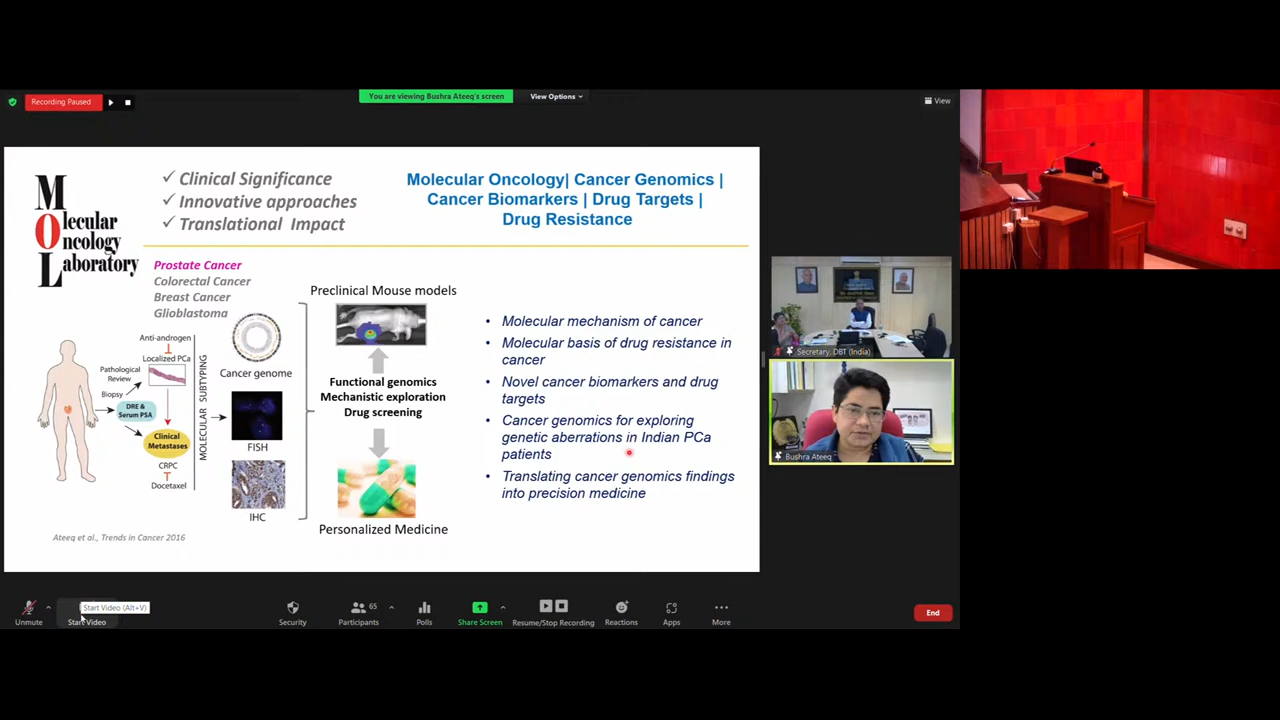 Recording Paused
You are viewing Bushra Ateeq's screen
View Options
View
Molecular
Oncology
Laboratory
✓ Clinical Significance
✓ Innovative approaches
✓ Translational Impact
Molecular Oncology| Cancer Genomics |
Cancer Biomarkers | Drug Targets |
Drug Resistance
Prostate Cancer
Colorectal Cancer
Breast Cancer
Glioblastoma
Anti-androgen
Localized PCa
Pathological
Review
Biopsy
DRE &
Serum PSA
Clinical
Metastases
CRPC
Docetaxel
MOLECULAR SUBTYPING
Cancer genome
FISH
IHC
Preclinical Mouse models
Functional genomics
Mechanistic exploration
Drug screening
Personalized Medicine
• Molecular mechanism of cancer
• Molecular basis of drug resistance in
cancer
• Novel cancer biomarkers and drug
targets
• Cancer genomics for exploring
genetic aberrations in Indian PCa
patients
• Translating cancer genomics findings
into precision medicine
Ateeq et al., Trends in Cancer 2016
Secretary, DBT (India)
Bushra Ateeq
Start Video (Alt+V)
Unmute
Start Video
Security
Participants
65
Polls
Share Screen
Resume/Stop Recording
Reactions
Apps
More
End